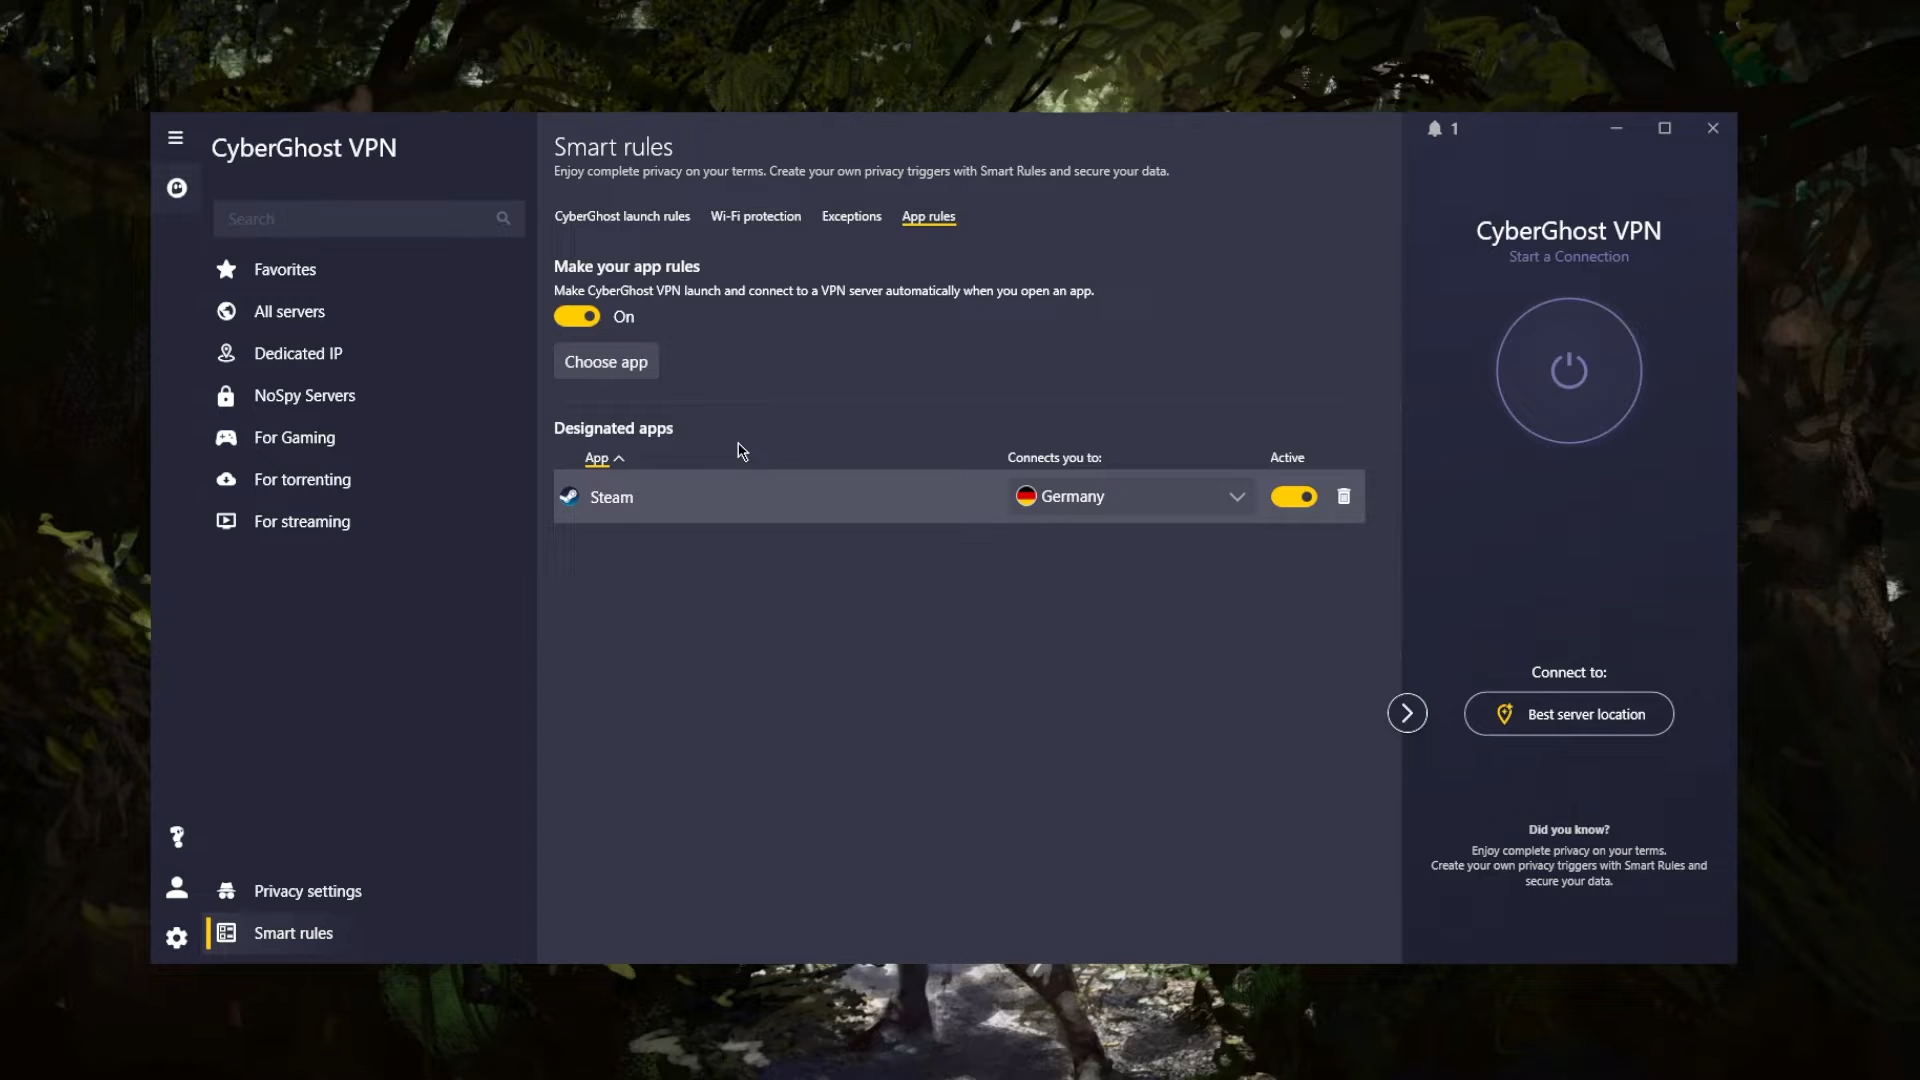 CyberGhost VPN
Search
Favorites
All servers
Dedicated IP
NoSpy Servers
For Gaming
For torrenting
For streaming
Privacy settings
Smart rules
Smart rules
Enjoy complete privacy on your terms. Create your own privacy triggers with Smart Rules and secure your data.
CyberGhost launch rules Wi-Fi protection Exceptions App rules
Make your app rules
Make CyberGhost VPN launch and connect to a VPN server automatically when you open an app.
On
Choose app
Designated apps
App Connects you to: Active
Steam Germany
1
CyberGhost VPN
Start a Connection
Connect to:
Best server location
Did you know?
Enjoy complete privacy on your terms.
Create your own privacy triggers with Smart Rules and
secure your data.